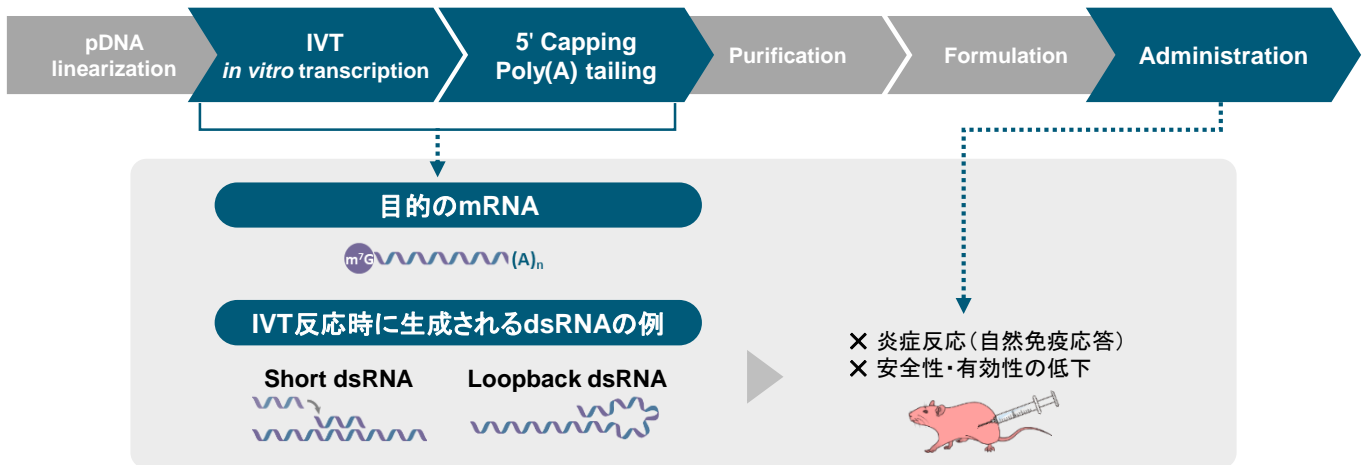 pDNA
linearization
IVT
in vitro transcription
5' Capping
Poly(A) tailing
Purification
Formulation
Administration
目的のmRNA
m⁷G (A)ₙ
IVT反応時に生成されるdsRNAの例
Short dsRNA
Loopback dsRNA
× 炎症反応（自然免疫応答）
× 安全性・有効性の低下